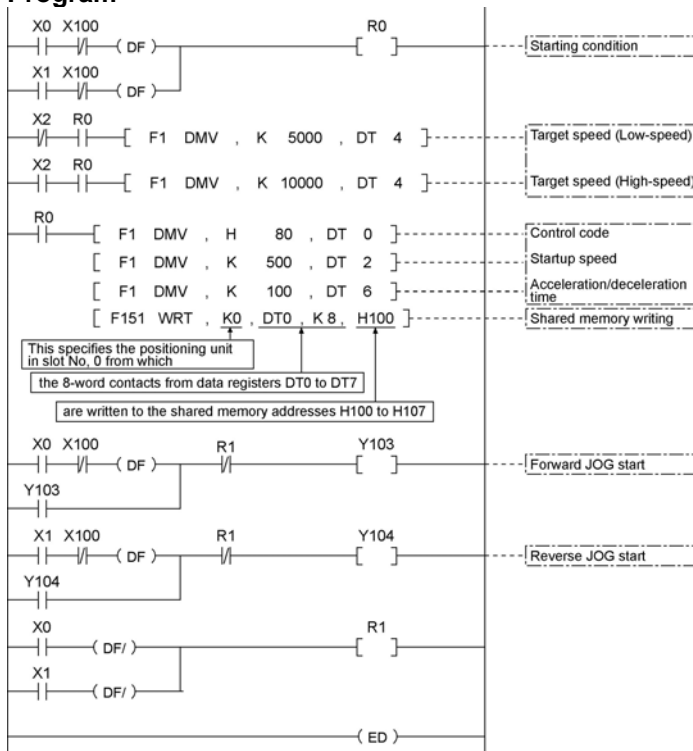 Program
X0 X100 R0
( DF ) [ ] Starting condition
X1 X100
( DF )
X2 R0
[ F1 DMV , K 5000 , DT 4 ] Target speed (Low-speed)
X2 R0
[ F1 DMV , K 10000 , DT 4 ] Target speed (High-speed)
R0
[ F1 DMV , H 80 , DT 0 ] Control code
[ F1 DMV , K 500 , DT 2 ] Startup speed
[ F1 DMV , K 100 , DT 6 ] Acceleration/deceleration
time
[ F151 WRT , K0 , DT0 , K 8 , H100 ] Shared memory writing
This specifies the positioning unit
in slot No, 0 from which
the 8-word contacts from data registers DT0 to DT7
are written to the shared memory addresses H100 to H107
X0 X100 R1 Y103
( DF ) [ ] Forward JOG start
Y103
X1 X100 R1 Y104
( DF ) [ ] Reverse JOG start
Y104
X0 R1
( DF/ ) [ ]
X1
( DF/ )
( ED )